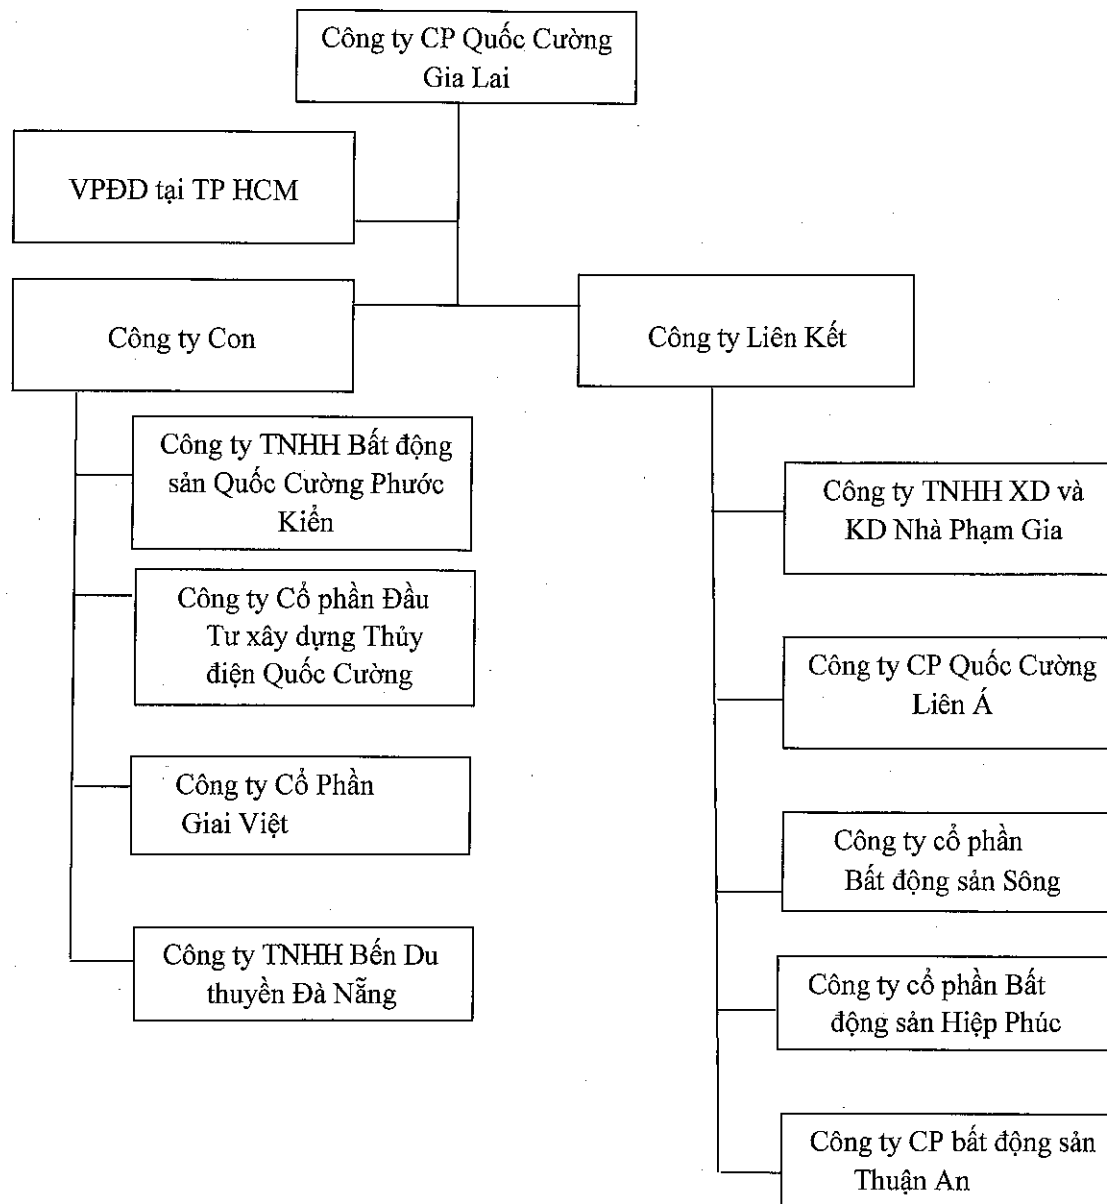 Công ty CP Quốc Cường
Gia Lai
VPĐD tại TP HCM
Công ty Con
Công ty Liên Kết
Công ty TNHH Bất động
sản Quốc Cường Phước
Kiển
Công ty Cổ phần Đầu
Tư xây dựng Thủy
điện Quốc Cường
Công ty Cổ Phần
Giai Việt
Công ty TNHH Bến Du
thuyền Đà Nẵng
Công ty TNHH XD và
KD Nhà Phạm Gia
Công ty CP Quốc Cường
Liên Á
Công ty cổ phần
Bất động sản Sông
Công ty cổ phần Bất
động sản Hiệp Phúc
Công ty CP bất động sản
Thuận An